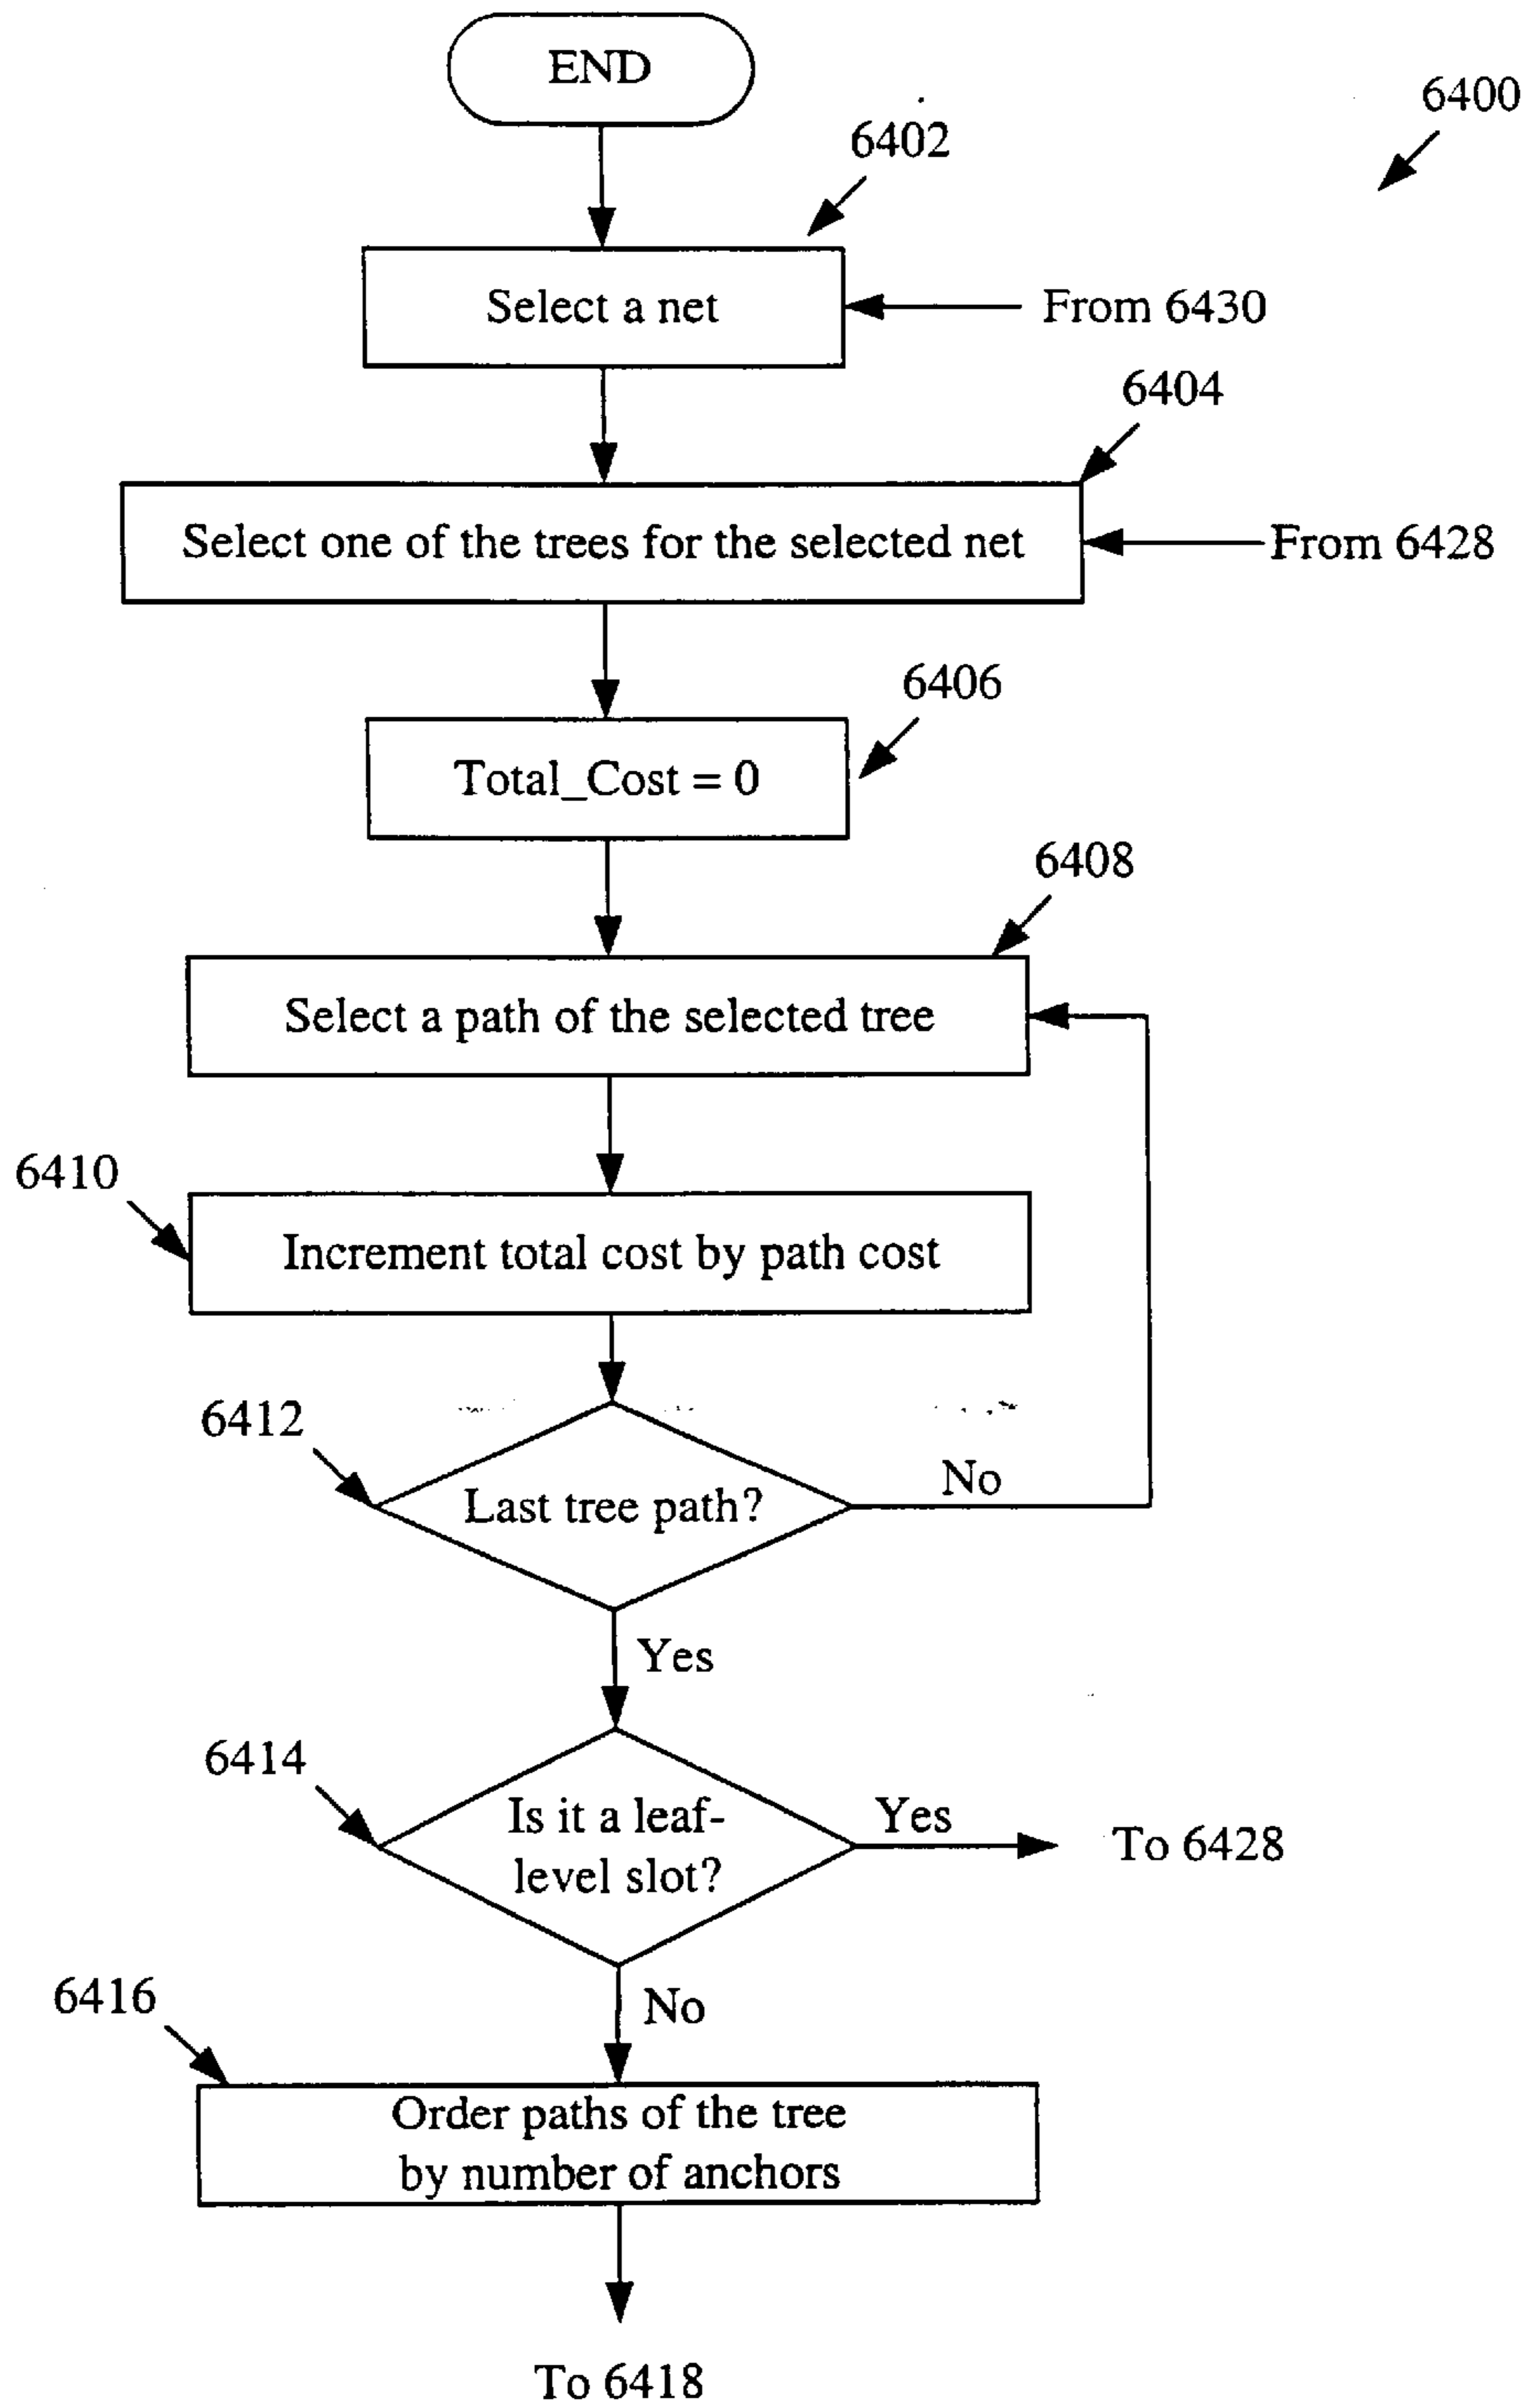 END
6400
6402
Select a net
From 6430
6404
Select one of the trees for the selected net
From 6428
6406
Total_Cost = 0
6408
Select a path of the selected tree
6410
Increment total cost by path cost
6412
Last tree path?
No
Yes
6414
Is it a leaf-
level slot?
Yes
To 6428
No
6416
Order paths of the tree
by number of anchors
To 6418